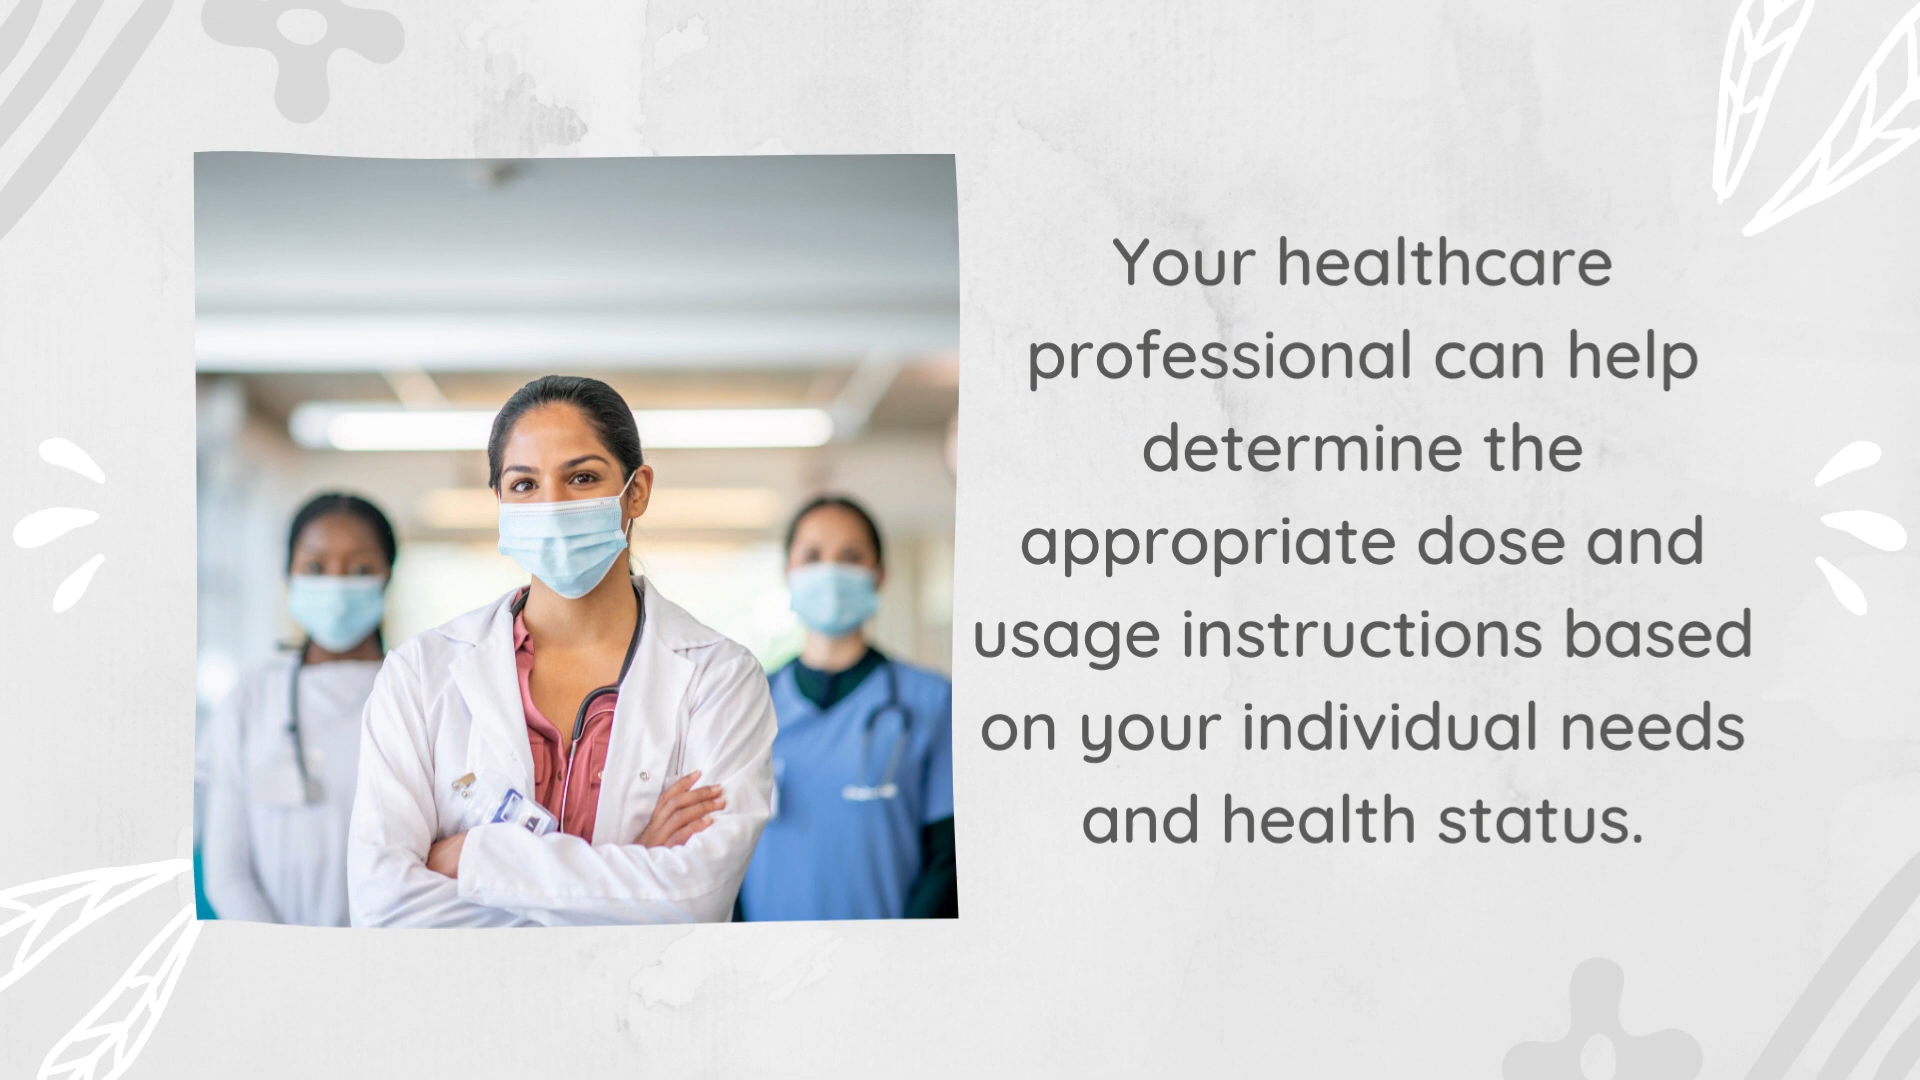 Your healthcare
professional can help
determine the
appropriate dose and
usage instructions based
on your individual needs
and health status.